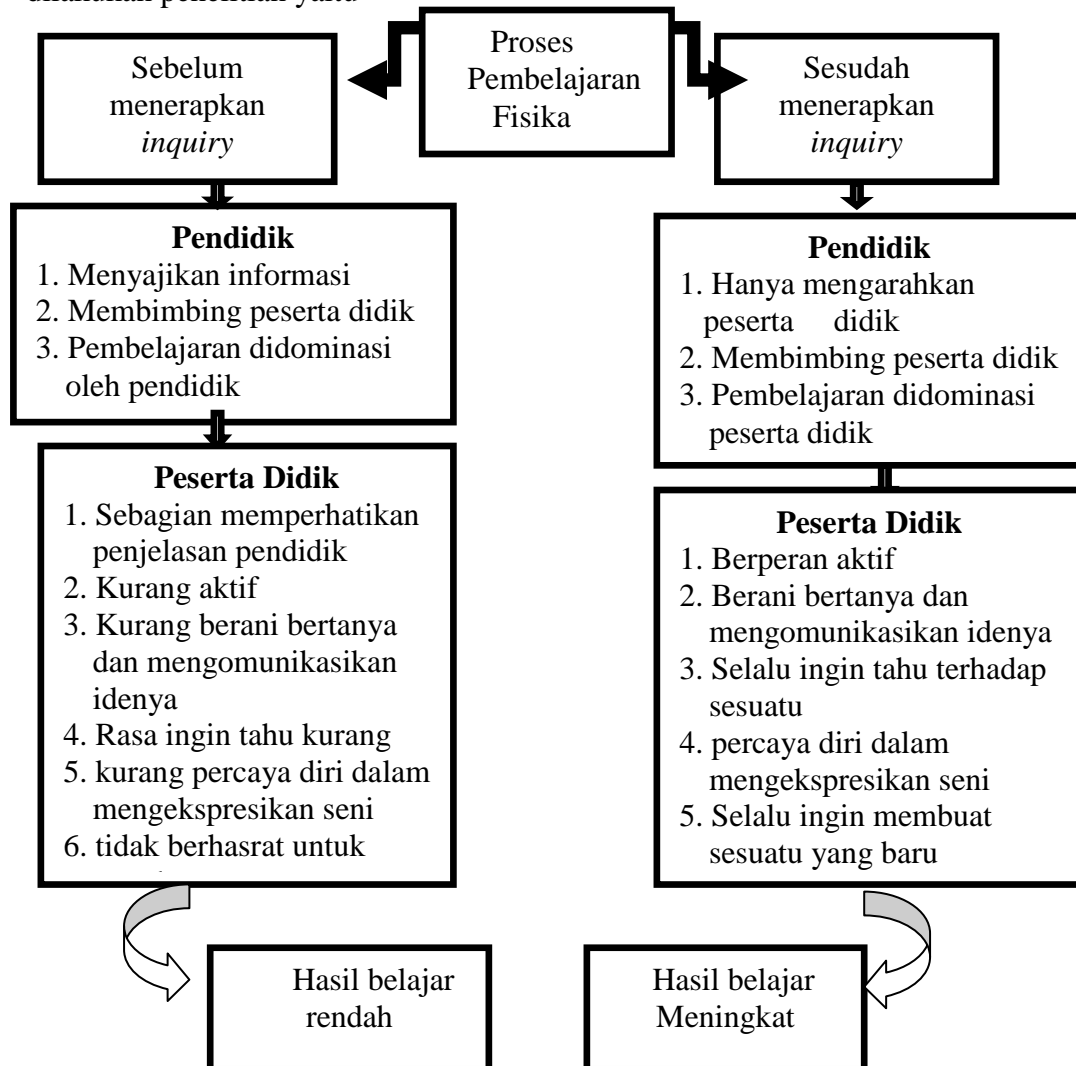 Proses
Pembelajaran
Fisika
Sebelum
menerapkan
inquiry
Pendidik
1. Menyajikan informasi
2. Membimbing peserta didik
3. Pembelajaran didominasi
oleh pendidik
Peserta Didik
1. Sebagian memperhatikan
penjelasan pendidik
2. Kurang aktif
3. Kurang berani bertanya
dan mengomunikasikan
idenya
4. Rasa ingin tahu kurang
5. kurang percaya diri dalam
mengekspresikan seni
6. tidak berhasrat untuk
Hasil belajar
rendah
Sesudah
menerapkan
inquiry
Pendidik
1. Hanya mengarahkan
peserta didik
2. Membimbing peserta didik
3. Pembelajaran didominasi
peserta didik
Peserta Didik
1. Berperan aktif
2. Berani bertanya dan
mengomunikasikan idenya
3. Selalu ingin tahu terhadap
sesuatu
4. percaya diri dalam
mengekspresikan seni
5. Selalu ingin membuat
sesuatu yang baru
Hasil belajar
Meningkat